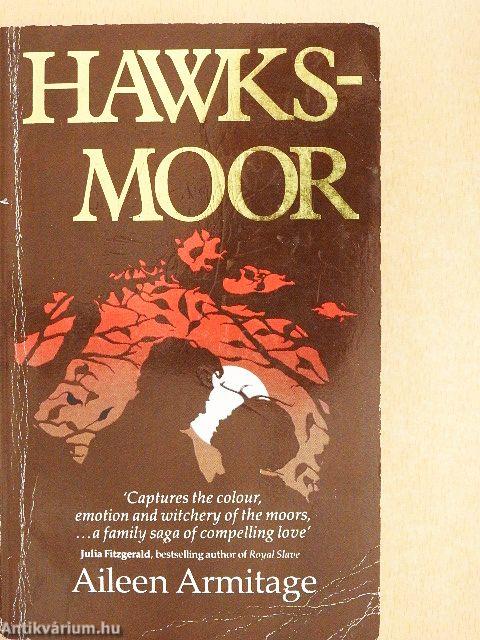 HAWKS-
MOOR
'Captures the colour,
emotion and witchery of the moors,
...a family saga of compelling love'
Julia Fitzgerald, bestselling author of Royal Slave
Aileen Armitage
Antikvárium.hu